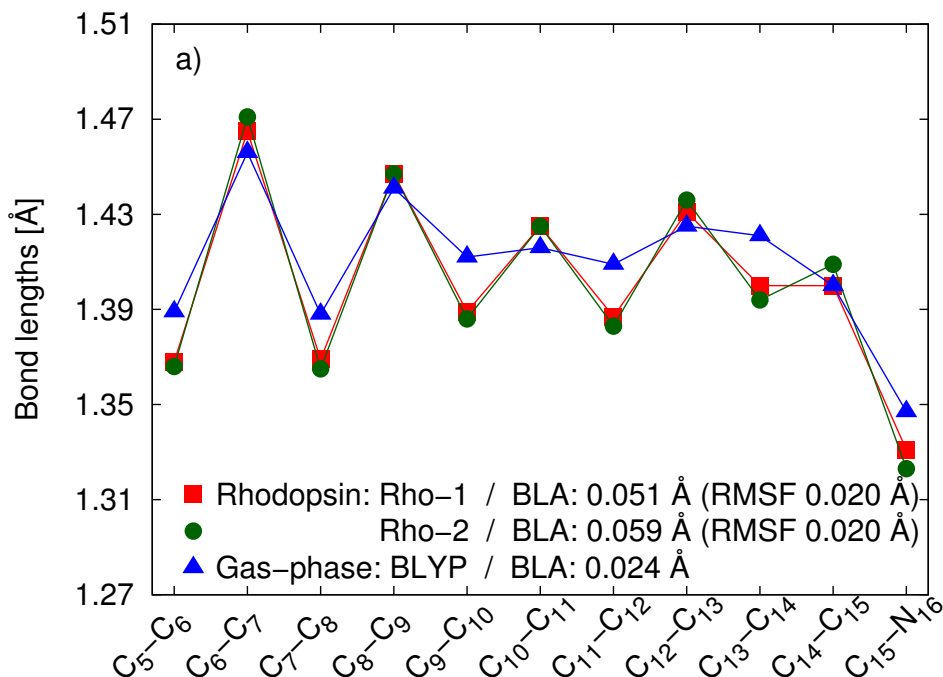 a)
Bond lengths [Å]
1.51
1.47
1.43
1.39
1.35
1.31
1.27
Rhodopsin: Rho−1 / BLA: 0.051 Å (RMSF 0.020 Å)
Rho−2 / BLA: 0.059 Å (RMSF 0.020 Å)
Gas−phase: BLYP / BLA: 0.024 Å
C₅−C₆
C₆−C₇
C₇−C₈
C₈−C₉
C₉−C₁₀
C₁₀−C₁₁
C₁₁−C₁₂
C₁₂−C₁₃
C₁₃−C₁₄
C₁₄−C₁₅
C₁₅−N₁₆